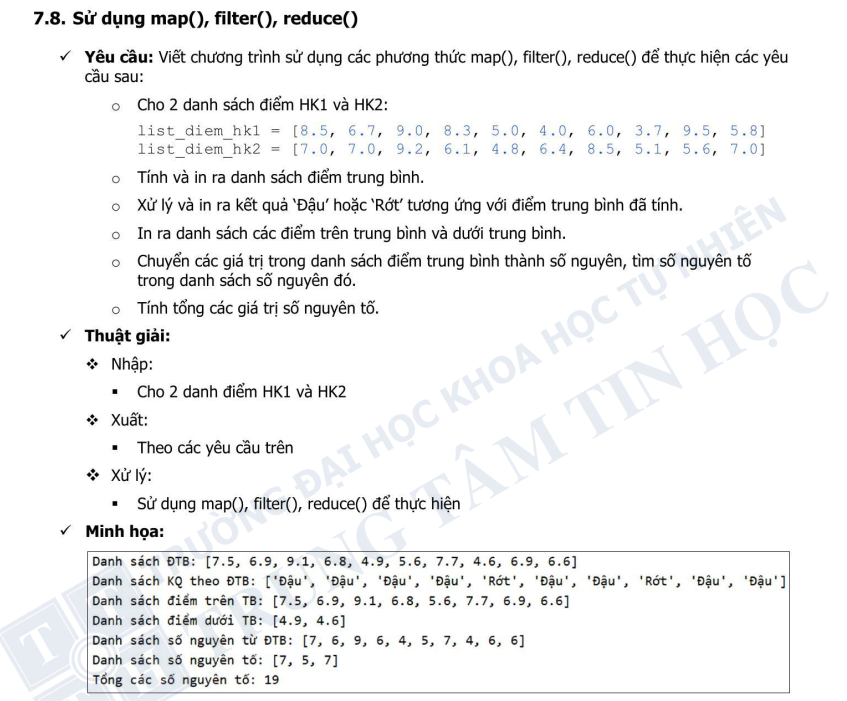 7.8. Sử dụng map(), filter(), reduce()
✓ Yêu cầu: Viết chương trình sử dụng các phương thức map(), filter(), reduce() để thực hiện các yêu
cầu sau:
o Cho 2 danh sách điểm HK1 và HK2:
list_diem_hk1 = [8.5, 6.7, 9.0, 8.3, 5.0, 4.0, 6.0, 3.7, 9.5, 5.8]
list_diem_hk2 = [7.0, 7.0, 9.2, 6.1, 4.8, 6.4, 8.5, 5.1, 5.6, 7.0]
o Tính và in ra danh sách điểm trung bình.
o Xử lý và in ra kết quả ‘Đậu’ hoặc ‘Rớt’ tương ứng với điểm trung bình đã tính.
o In ra danh sách các điểm trên trung bình và dưới trung bình.
o Chuyển các giá trị trong danh sách điểm trung bình thành số nguyên, tìm số nguyên tố
trong danh sách số nguyên đó.
o Tính tổng các giá trị số nguyên tố.
✓ Thuật giải:
❖ Nhập:
▪ Cho 2 danh điểm HK1 và HK2
❖ Xuất:
▪ Theo các yêu cầu trên
❖ Xử lý:
▪ Sử dụng map(), filter(), reduce() để thực hiện
✓ Minh họa:
Danh sách ĐTB: [7.5, 6.9, 9.1, 6.8, 4.9, 5.6, 7.7, 4.6, 6.9, 6.6]
Danh sách KQ theo ĐTB: ['Đậu', 'Đậu', 'Đậu', 'Đậu', 'Rớt', 'Đậu', 'Đậu', 'Rớt', 'Đậu', 'Đậu']
Danh sách điểm trên TB: [7.5, 6.9, 9.1, 6.8, 5.6, 7.7, 6.9, 6.6]
Danh sách điểm dưới TB: [4.9, 4.6]
Danh sách số nguyên từ ĐTB: [7, 6, 9, 6, 4, 5, 7, 4, 6, 6]
Danh sách số nguyên tố: [7, 5, 7]
Tổng các số nguyên tố: 19
TRƯỜNG ĐẠI HỌC KHOA HỌC TỰ NHIÊN
TRUNG TÂM TIN HỌC
T T
T H